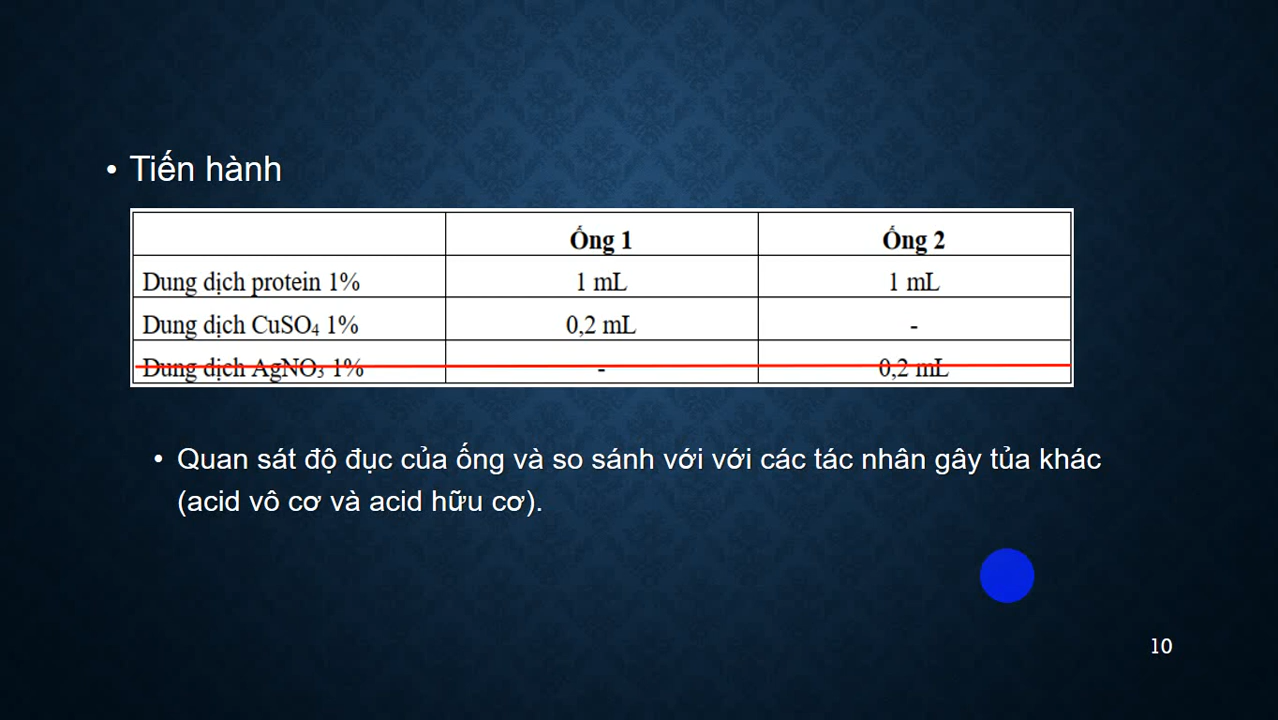 • Tiến hành
Ống 1 Ống 2
Dung dịch protein 1% 1 mL 1 mL
Dung dịch CuSO₄ 1% 0,2 mL -
Dung dịch AgNO₃ 1% - 0,2 mL
• Quan sát độ đục của ống và so sánh với với các tác nhân gây tủa khác
(acid vô cơ và acid hữu cơ).
10